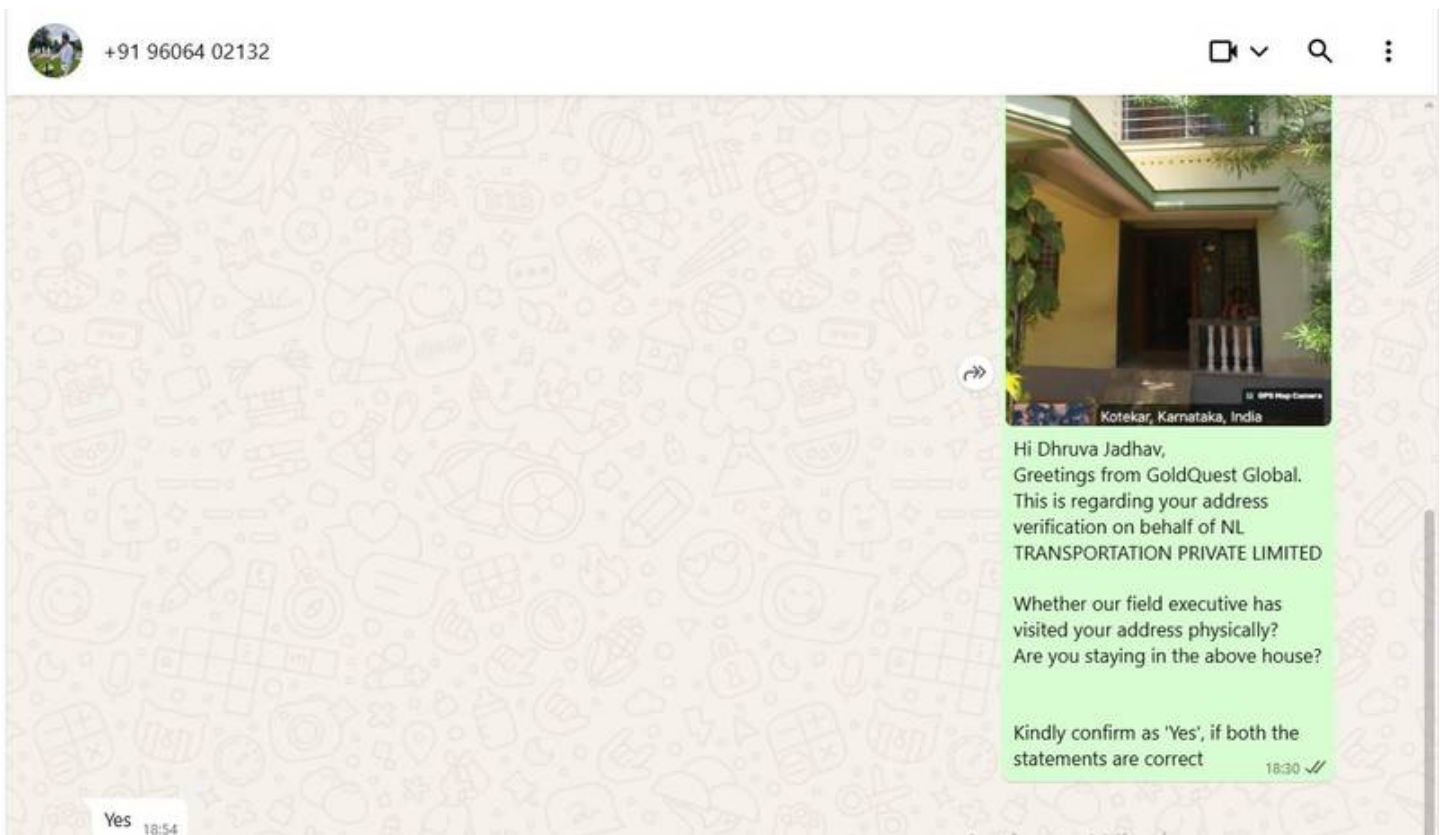 +91 96064 02132
GPS Map Camera
Kotekar, Karnataka, India
Hi Dhruva Jadhav,
Greetings from GoldQuest Global.
This is regarding your address
verification on behalf of NL
TRANSPORTATION PRIVATE LIMITED
Whether our field executive has
visited your address physically?
Are you staying in the above house?
Kindly confirm as 'Yes', if both the
statements are correct
18:30
Yes
18:54